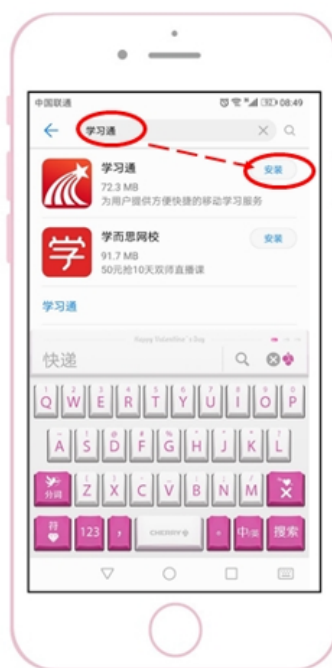 中国联通 08:49
学习通
学习通
安装
72.3 MB
为用户提供方便快捷的移动学习服务
学
学而思网校
安装
91.7 MB
50元抢10天双师直播课
学习通
Happy Valentine's Day
快递
Q W E R T Y U I O P
A S D F G H J K L
分词 Z X C V B N M
符 123 , CHERRY 。 中/英 搜索